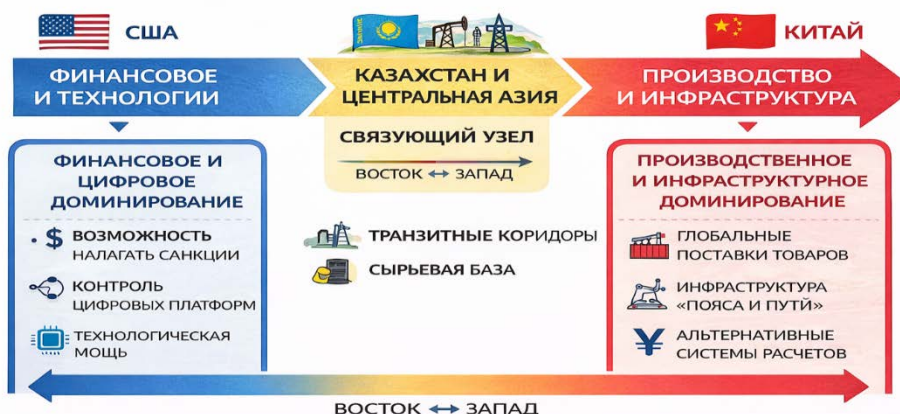 США
КИТАЙ
ФИНАНСОВОЕ
И ТЕХНОЛОГИИ
КАЗАХСТАН И
ЦЕНТРАЛЬНАЯ АЗИЯ
ПРОИЗВОДСТВО
И ИНФРАСТРУКТУРА
ФИНАНСОВОЕ И
ЦИФРОВОЕ
ДОМИНИРОВАНИЕ
$ ВОЗМОЖНОСТЬ
НАЛАГАТЬ САНКЦИИ
КОНТРОЛЬ
ЦИФРОВЫХ ПЛАТФОРМ
ТЕХНОЛОГИЧЕСКАЯ
МОЩЬ
СВЯЗУЮЩИЙ УЗЕЛ
ВОСТОК ↔ ЗАПАД
ТРАНЗИТНЫЕ КОРИДОРЫ
СЫРЬЕВАЯ БАЗА
ПРОИЗВОДСТВЕННОЕ
И ИНФРАСТРУКТУРНОЕ
ДОМИНИРОВАНИЕ
ГЛОБАЛЬНЫЕ
ПОСТАВКИ ТОВАРОВ
ИНФРАСТРУКТУРА
«ПОЯСА И ПУТЙ»
¥ АЛЬТЕРНАТИВНЫЕ
СИСТЕМЫ РАСЧЕТОВ
ВОСТОК ↔ ЗАПАД